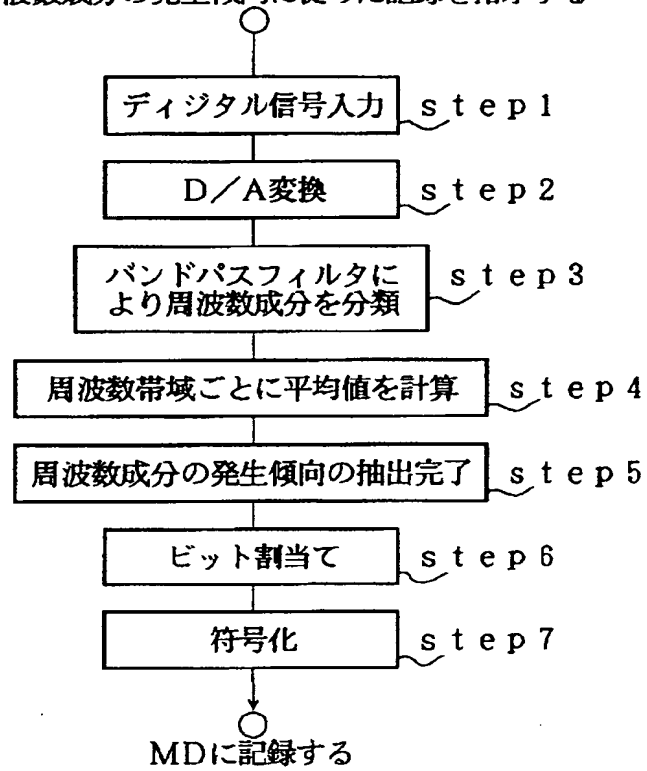 ディジタル信号入力 step1
D/A変換 step2
バンドパスフィルタに
より周波数成分を分類 step3
周波数帯域ごとに平均値を計算 step4
周波数成分の発生傾向の抽出完了 step5
ビット割当て step6
符号化 step7
MDに記録する